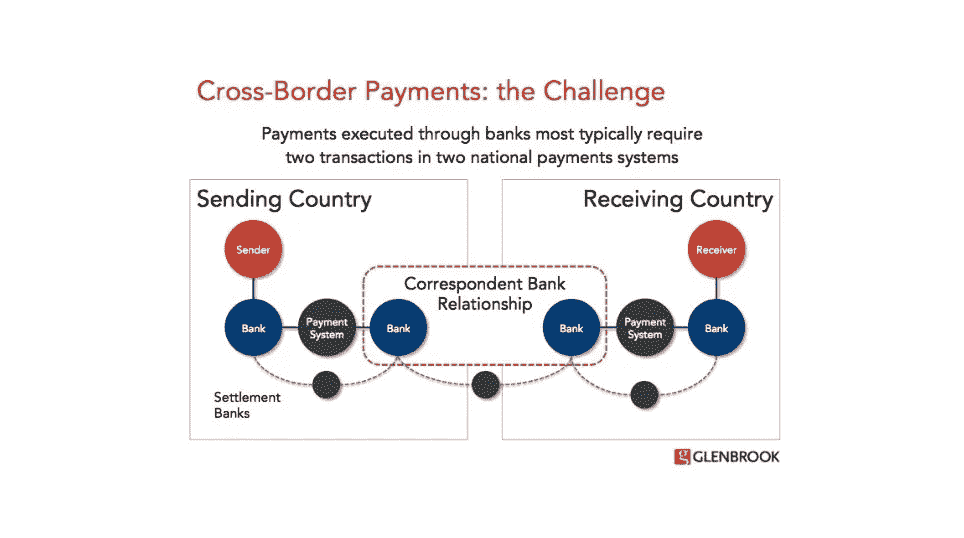 Cross-Border Payments: the Challenge
Payments executed through banks most typically require
two transactions in two national payments systems
Sending Country
Receiving Country
Sender
Receiver
Correspondent Bank
Relationship
Bank
Payment
System
Bank
Bank
Payment
System
Bank
Settlement
Banks
GLENBROOK